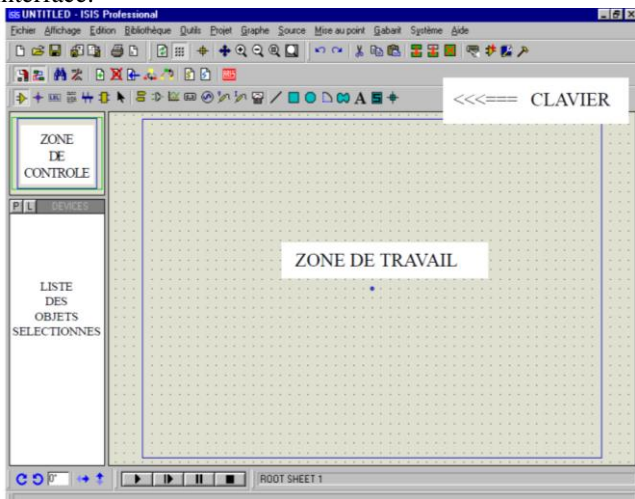 interface.
ISIS UNTITLED - ISIS Professional
Fichier Affichage Edition Bibliothèque Outils Projet Graphe Source Mise au point Gabarit Système Aide
<<<=== CLAVIER
ZONE
DE
CONTROLE
P L DEVICES
ZONE DE TRAVAIL
LISTE
DES
OBJETS
SELECTIONNES
0° ROOT SHEET 1